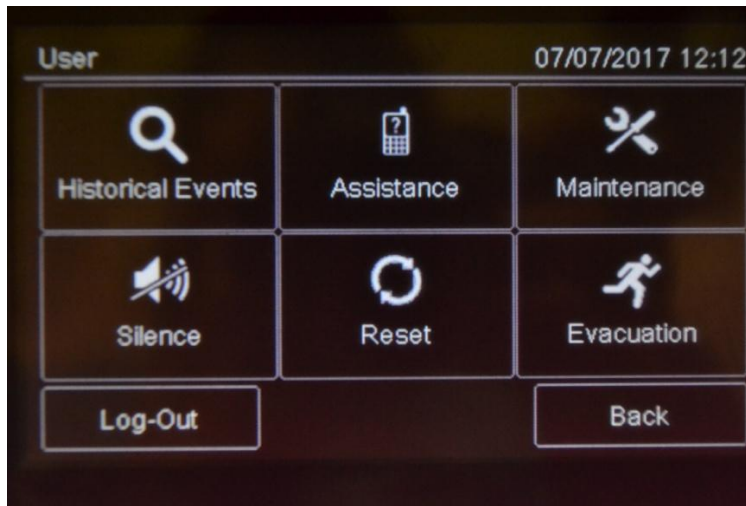 User 07/07/2017 12:12
Historical Events Assistance Maintenance
Silence Reset Evacuation
Log-Out Back